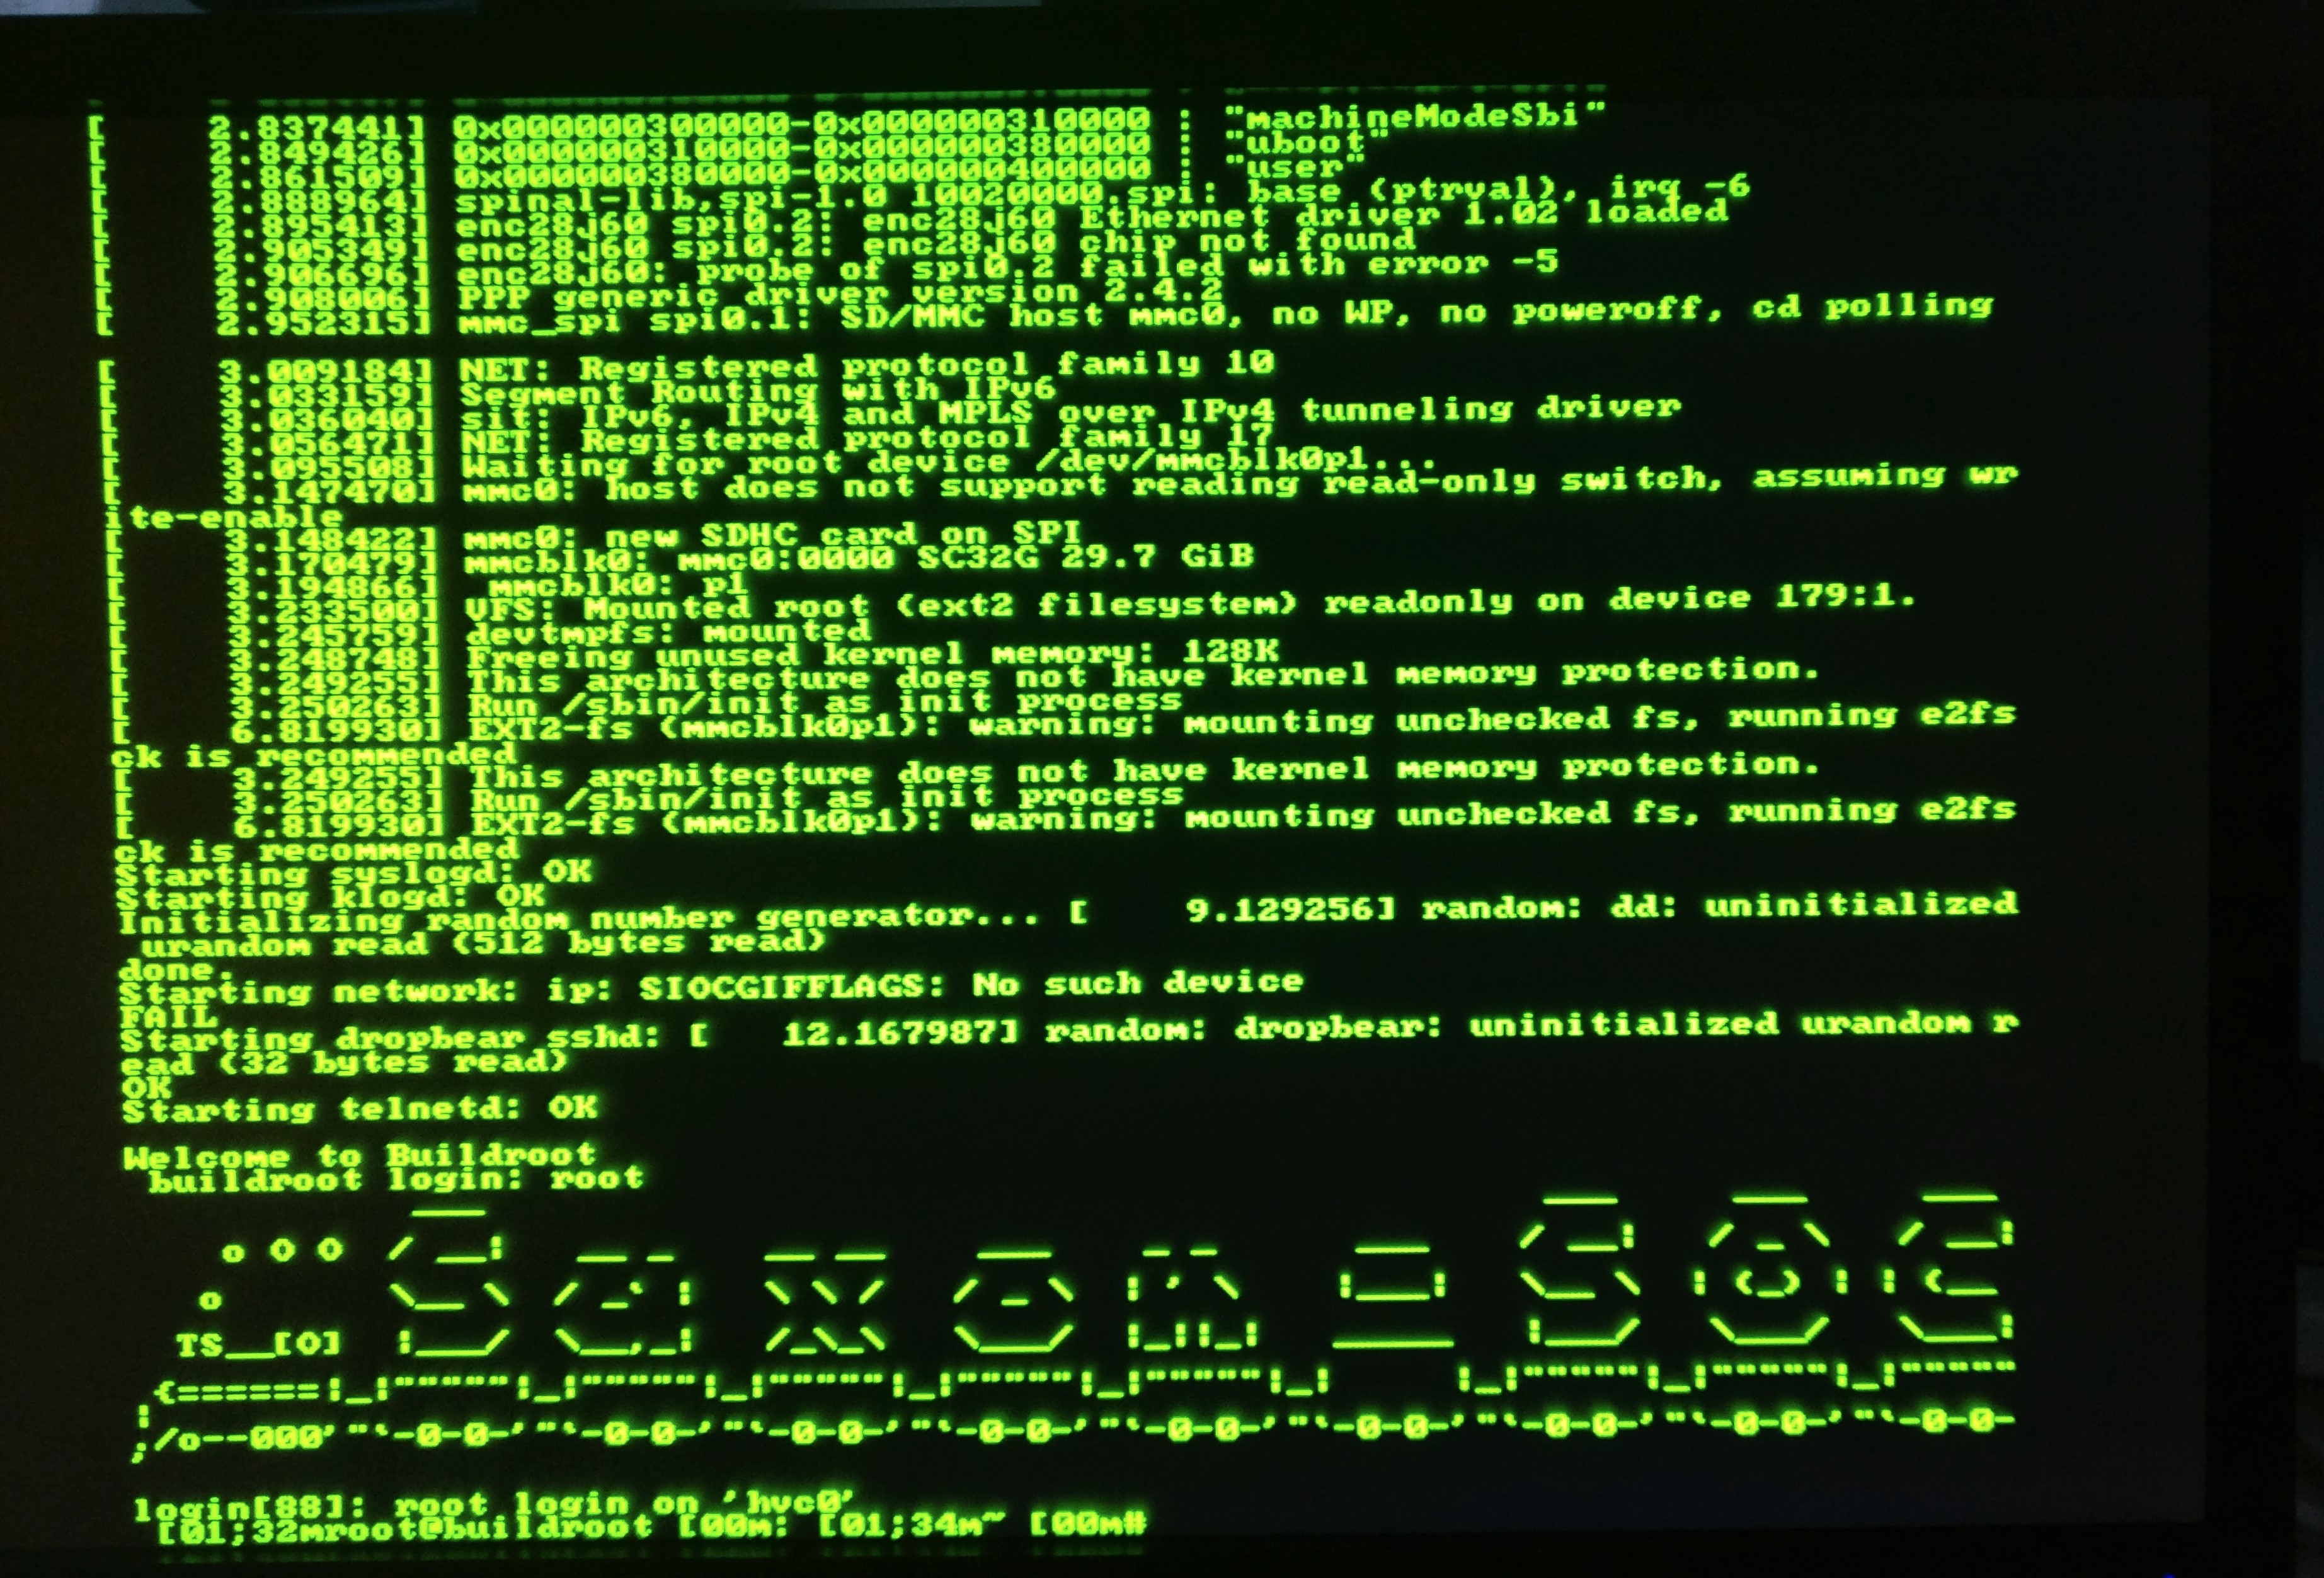 [    2.837441] 0x000000300000-0x000000310000 : "machineModeSbi"
[    2.849426] 0x000000310000-0x000000380000 : "uboot"
[    2.861509] 0x000000380000-0x000000400000 : "user"
[    2.888964] spinal-lib,spi-1.0 10020000.spi: base (ptrval), irq -6
[    2.895413] enc28j60 spi0.2: enc28j60 Ethernet driver 1.02 loaded
[    2.905349] enc28j60 spi0.2: enc28j60 chip not found
[    2.906696] enc28j60: probe of spi0.2 failed with error -5
[    2.908006] PPP generic driver version 2.4.2
[    2.952315] mmc_spi spi0.1: SD/MMC host mmc0, no WP, no poweroff, cd polling
[    3.009184] NET: Registered protocol family 10
[    3.033159] Segment Routing with IPv6
[    3.036040] sit: IPv6, IPv4 and MPLS over IPv4 tunneling driver
[    3.056471] NET: Registered protocol family 17
[    3.095508] Waiting for root device /dev/mmcblk0p1...
[    3.147470] mmc0: host does not support reading read-only switch, assuming wr
ite-enable
[    3.148422] mmc0: new SDHC card on SPI
[    3.170479] mmcblk0: mmc0:0000 SC32G 29.7 GiB
[    3.194866]  mmcblk0: p1
[    3.233500] VFS: Mounted root (ext2 filesystem) readonly on device 179:1.
[    3.245759] devtmpfs: mounted
[    3.248748] Freeing unused kernel memory: 128K
[    3.249255] This architecture does not have kernel memory protection.
[    3.250263] Run /sbin/init as init process
[    6.819930] EXT2-fs (mmcblk0p1): warning: mounting unchecked fs, running e2fs
ck is recommended
[    3.249255] This architecture does not have kernel memory protection.
[    3.250263] Run /sbin/init as init process
[    6.819930] EXT2-fs (mmcblk0p1): warning: mounting unchecked fs, running e2fs
ck is recommended
Starting syslogd: OK
Starting klogd: OK
Initializing random number generator... [    9.129256] random: dd: uninitialized
 urandom read (512 bytes read)
done.
Starting network: ip: SIOCGIFFLAGS: No such device
FAIL
Starting dropbear sshd: [   12.167987] random: dropbear: uninitialized urandom r
ead (32 bytes read)
OK
Starting telnetd: OK
Welcome to Buildroot
buildroot login: root
Saxon-SOC
TS__[O]
login[88]: root login on 'hvc0'
[01;32mroot@buildroot [00m: [01;34m~ [00m#